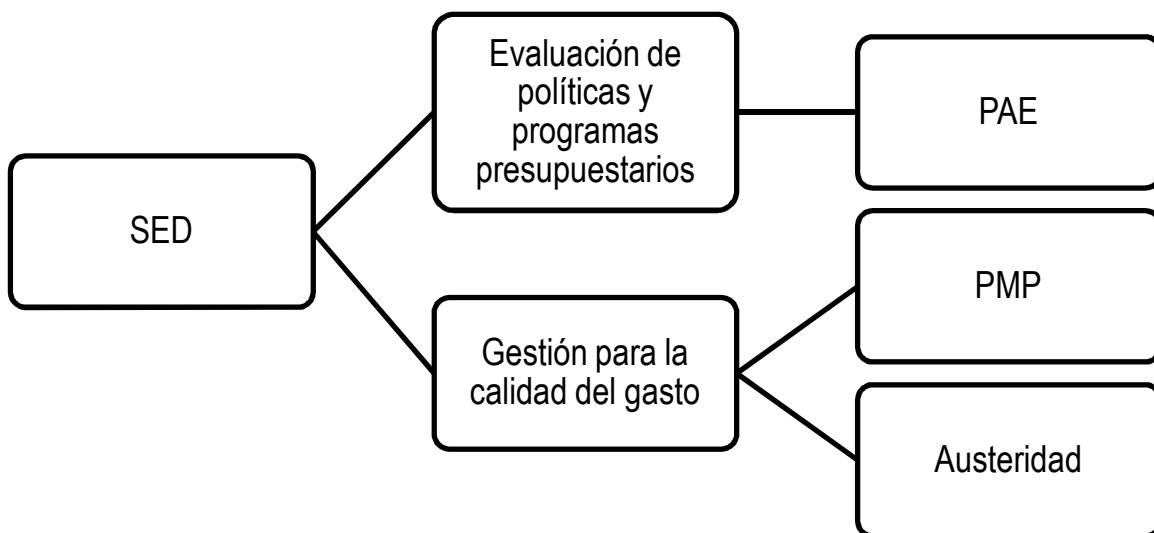 SED
Evaluación de
políticas y
programas
presupuestarios
PAE
Gestión para la
calidad del gasto
PMP
Austeridad